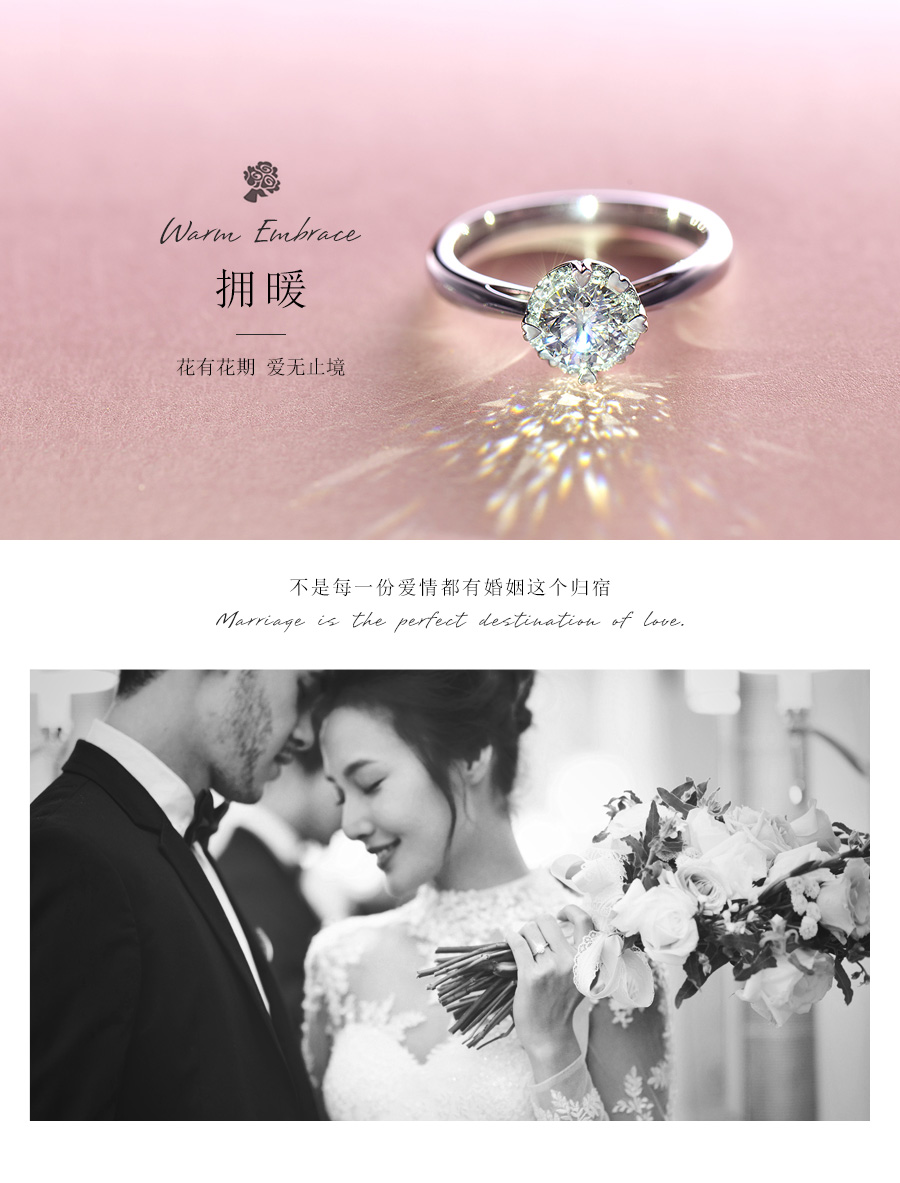 Warm Embrace
拥暖
花有花期 爱无止境
不是每一份爱情都有婚姻这个归宿
Marriage is the perfect destination of love.